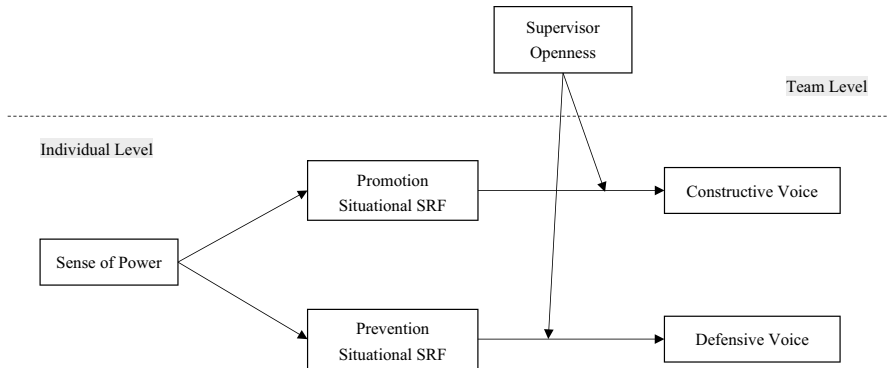 Supervisor
Openness
Team Level
Individual Level
Promotion
Situational SRF
Constructive Voice
Sense of Power
Prevention
Situational SRF
Defensive Voice